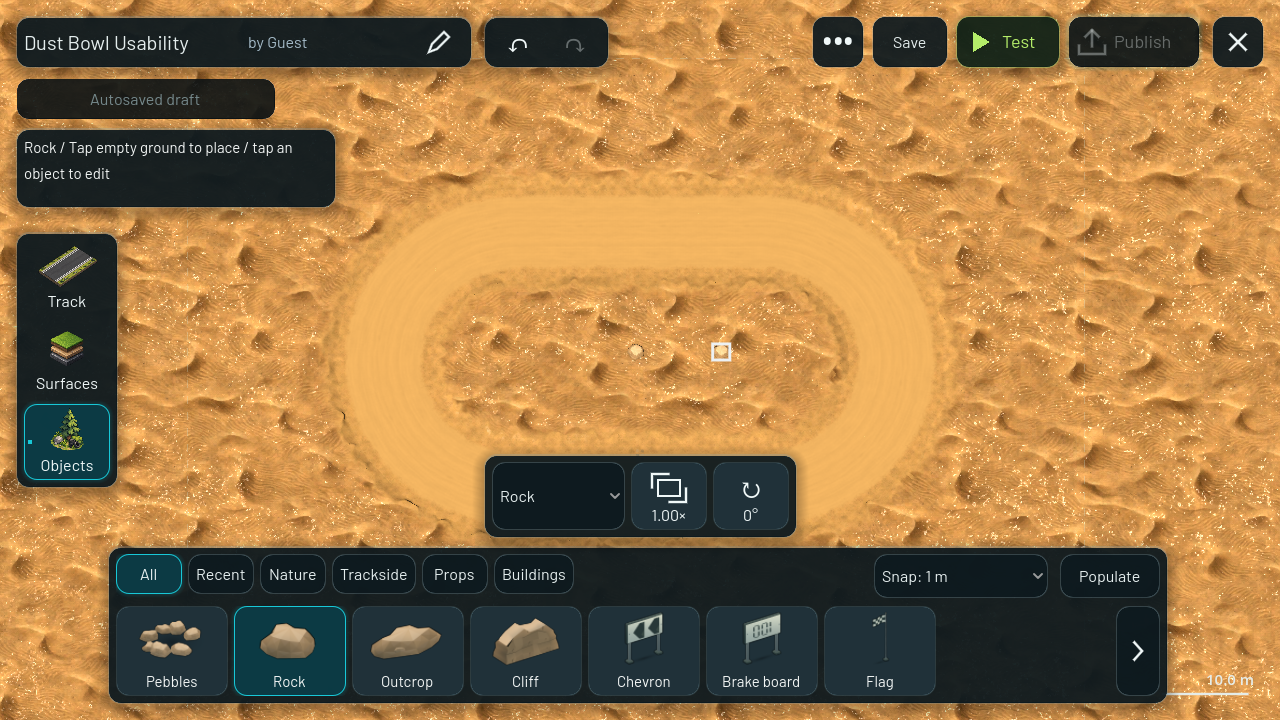 Dust Bowl Usability by Guest
Save
Test
Publish
Autosaved draft
Rock / Tap empty ground to place / tap an
object to edit
Track
Surfaces
Objects
Rock
1.00×
0°
All
Recent
Nature
Trackside
Props
Buildings
Snap: 1 m
Populate
Pebbles
Rock
Outcrop
Cliff
Chevron
001
Brake board
Flag
10.0 m